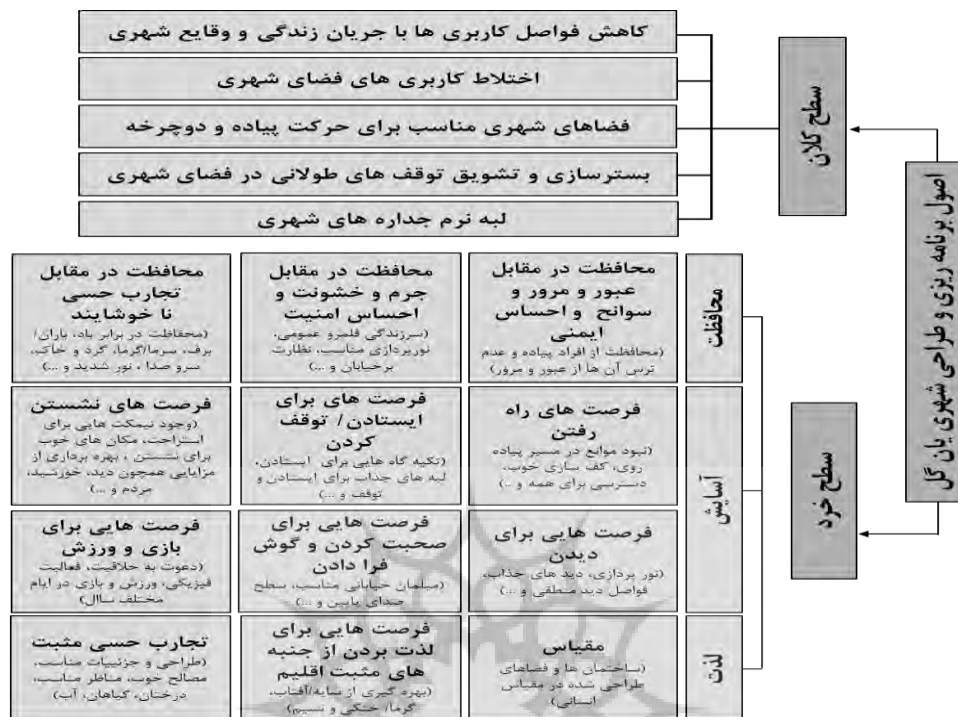 اصول برنامه ریزی و طراحی شهری یان گل
سطح کلان
کاهش فواصل کاربری ها با جریان زندگی و وقایع شهری
اختلاط کاربری های فضای شهری
فضاهای شهری مناسب برای حرکت پیاده و دوچرخه
بسترسازی و تشویق توقف های طولانی در فضای شهری
لبه نرم جداره های شهری
سطح خرد
محافظت
محافظت در مقابل
عبور و مرور و
سوانح و احساس
ایمنی
(محافظت از افراد پیاده و عدم
ترس آن ها از عبور و مرور)
محافظت در مقابل
جرم و خشونت و
احساس امنیت
(سرزندگی قلمرو عمومی،
نورپردازی مناسب، نظارت
برخیابان و ...)
محافظت در مقابل
تجارب حسی
نا خوشایند
(محفاظت در برابر باد، باران/
برف، سرما/گرما، گرد و خاک،
سرو صدا ، نور شدید و ...)
آسایش
فرصت های راه
رفتن
(نبود موانع در مسیر پیاده
روی، کف سازی خوب،
دسترسی برای همه و ..)
فرصت های برای
ایستادن/ توقف
کردن
(تکیه گاه هایی برای ایستادن،
لبه های جذاب برای ایستادن و
توقف و ...)
فرصت های نشستن
(وجود نیمکت هایی برای
استراحت، مکان های خوب
برای نشستن ، بهره برداری از
مزایایی همچون دید، خورشید،
مردم و ...)
فرصت هایی برای
دیدن
(نور پردازی، دید های جذاب،
فواصل دید منطقی و ...)
فرصت هایی برای
صحبت کردن و گوش
فرا دادن
(مبلمان خیابانی مناسب، سطح
صدای پایین و ...)
فرصت هایی برای
بازی و ورزش
(دعوت به خلاقیت، فعالیت
فیزیکی، ورزش و بازی در ایام
مختلف سال)
لذت
مقیاس
(ساختمان ها و فضاهای
طراحی شده در مقیاس
انسانی)
فرصت هایی برای
لذت بردن از جنبه
های مثبت اقلیم
(بهره گیری از سایه/آفتاب،
گرما/ خنکی و نسیم)
تجارب حسی مثبت
(طراحی و جزئییات مناسب،
مصالح خوب، مناظر مناسب،
درختان، گیاهان، آب)